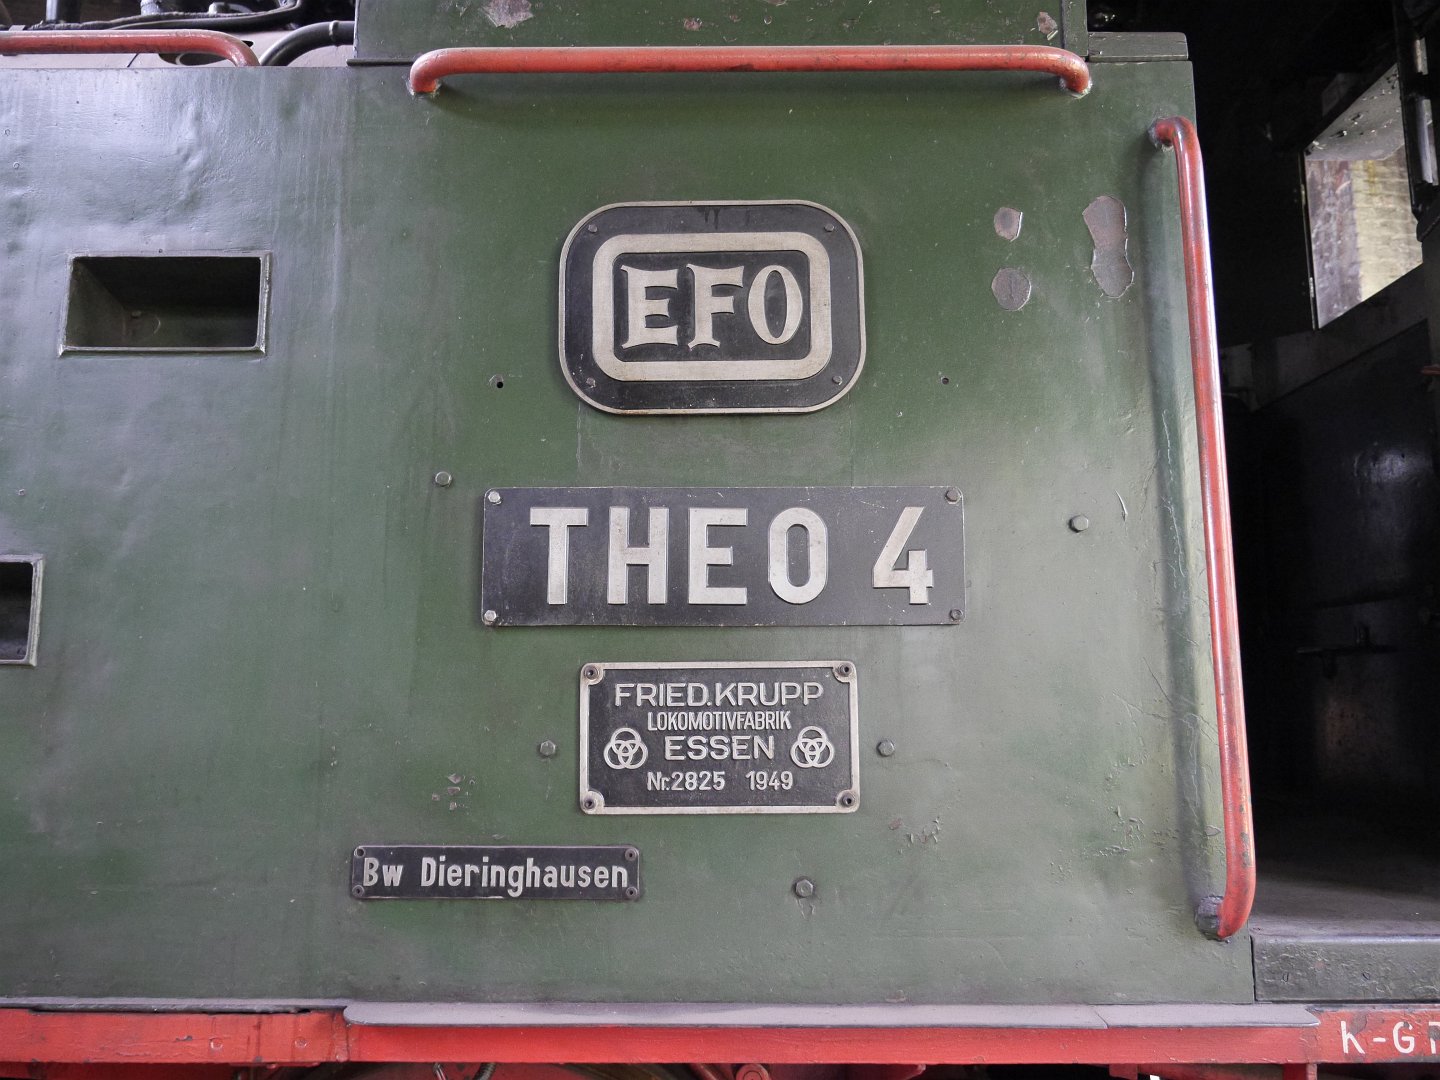 EFO
THEO 4
FRIED.KRUPP
LOKOMOTIVFABRIK
ESSEN
Nr.2825 1949
Bw Dieringhausen